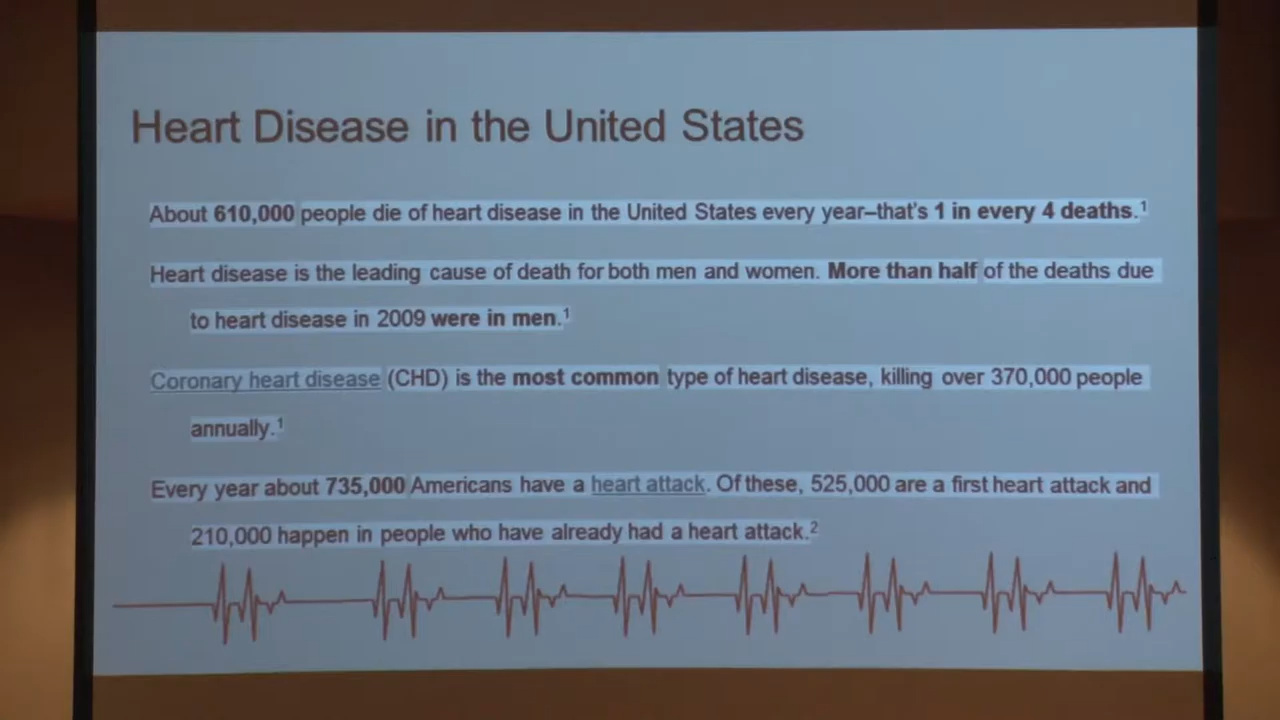 Heart Disease in the United States
About 610,000 people die of heart disease in the United States every year–that's 1 in every 4 deaths.¹
Heart disease is the leading cause of death for both men and women. More than half of the deaths due
to heart disease in 2009 were in men.¹
Coronary heart disease (CHD) is the most common type of heart disease, killing over 370,000 people
annually.¹
Every year about 735,000 Americans have a heart attack. Of these, 525,000 are a first heart attack and
210,000 happen in people who have already had a heart attack.²